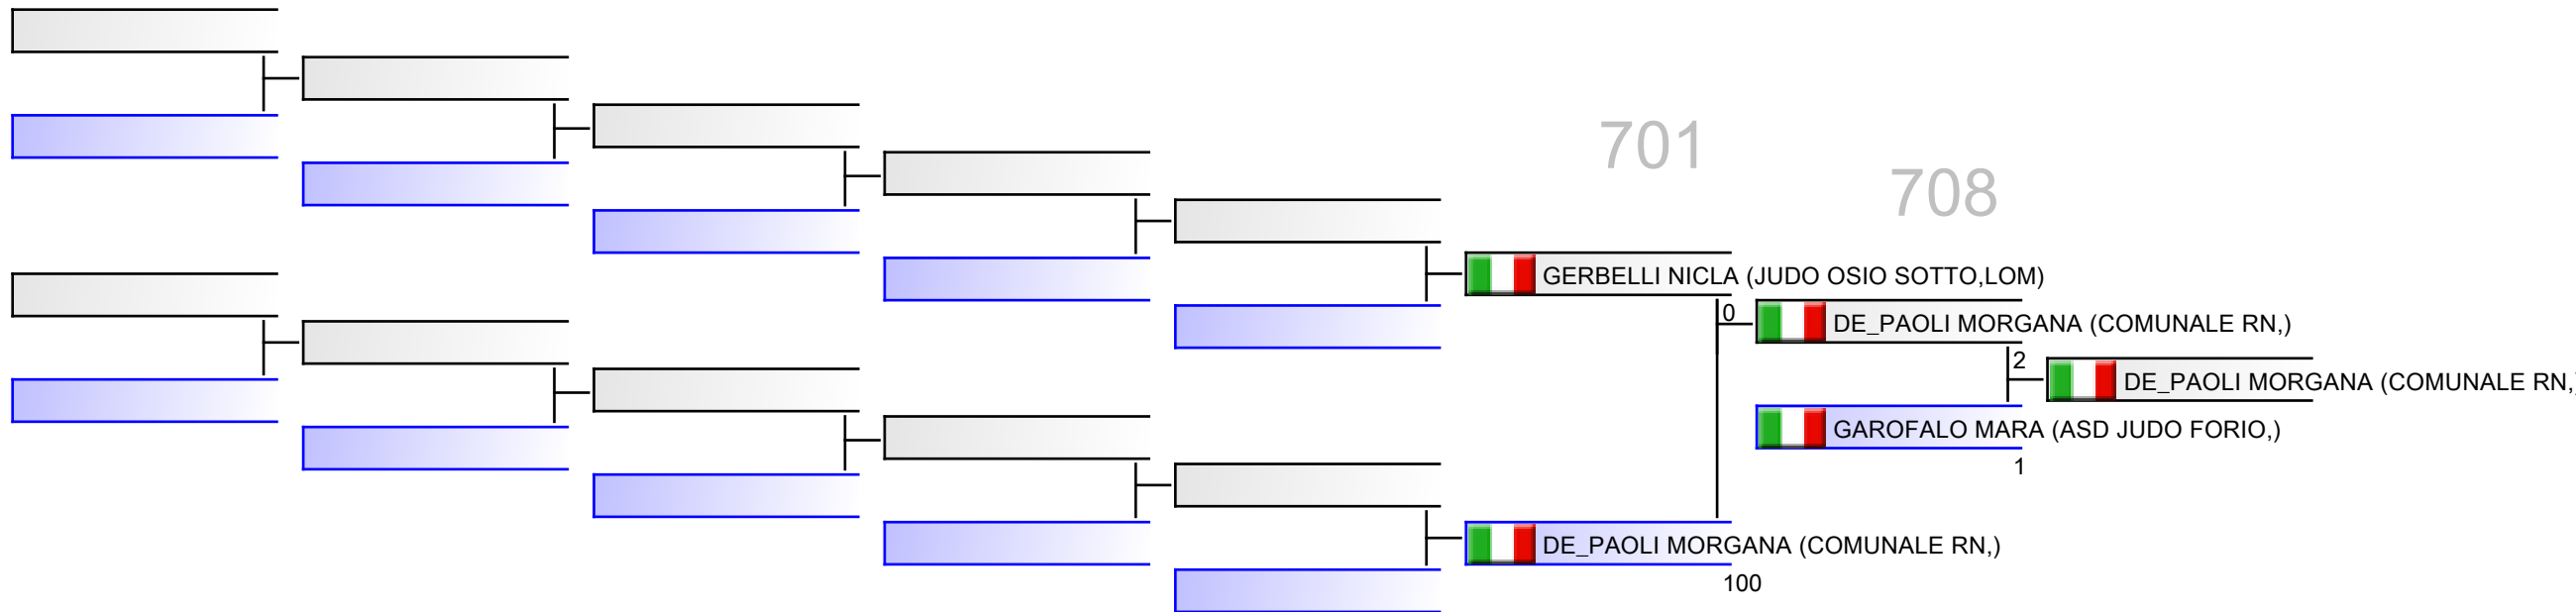 701
708
GERBELLI NICLA (JUDO OSIO SOTTO,LOM)
0
DE_PAOLI MORGANA (COMUNALE RN,)
2
DE_PAOLI MORGANA (COMUNALE RN,)
GAROFALO MARA (ASD JUDO FORIO,)
1
DE_PAOLI MORGANA (COMUNALE RN,)
100